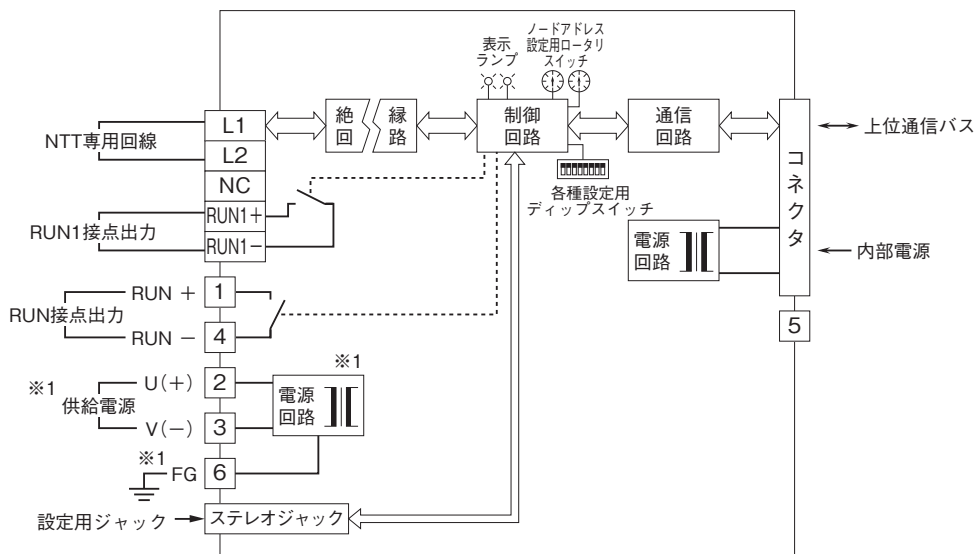 表示
ランプ
ノードアドレス
設定用ロータリ
スイッチ
NTT専用回線
L1
L2
NC
RUN1+
RUN1−
RUN1接点出力
絶 縁
回 路
制御
回路
通信
回路
コネクタ
上位通信バス
各種設定用
ディップスイッチ
電源
回路
内部電源
5
RUN接点出力
RUN +
1
RUN −
4
※1
供給電源
U(+)
2
V(−)
3
※1
電源
回路
※1
FG
6
設定用ジャック
ステレオジャック